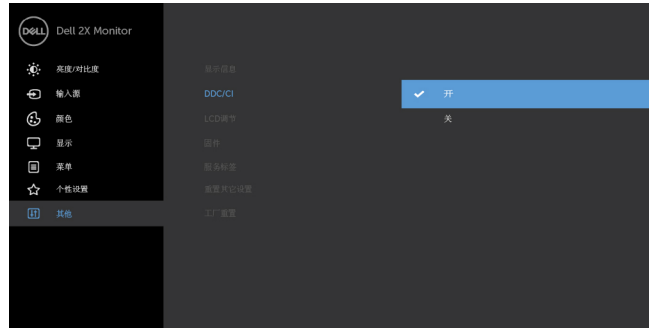 DELL
Dell 2X Monitor
亮度/对比度
输入源
颜色
显示
菜单
个性设置
其他
显示信息
DDC/CI
LCD调节
固件
服务标签
重置其它设置
工厂重置
开
关